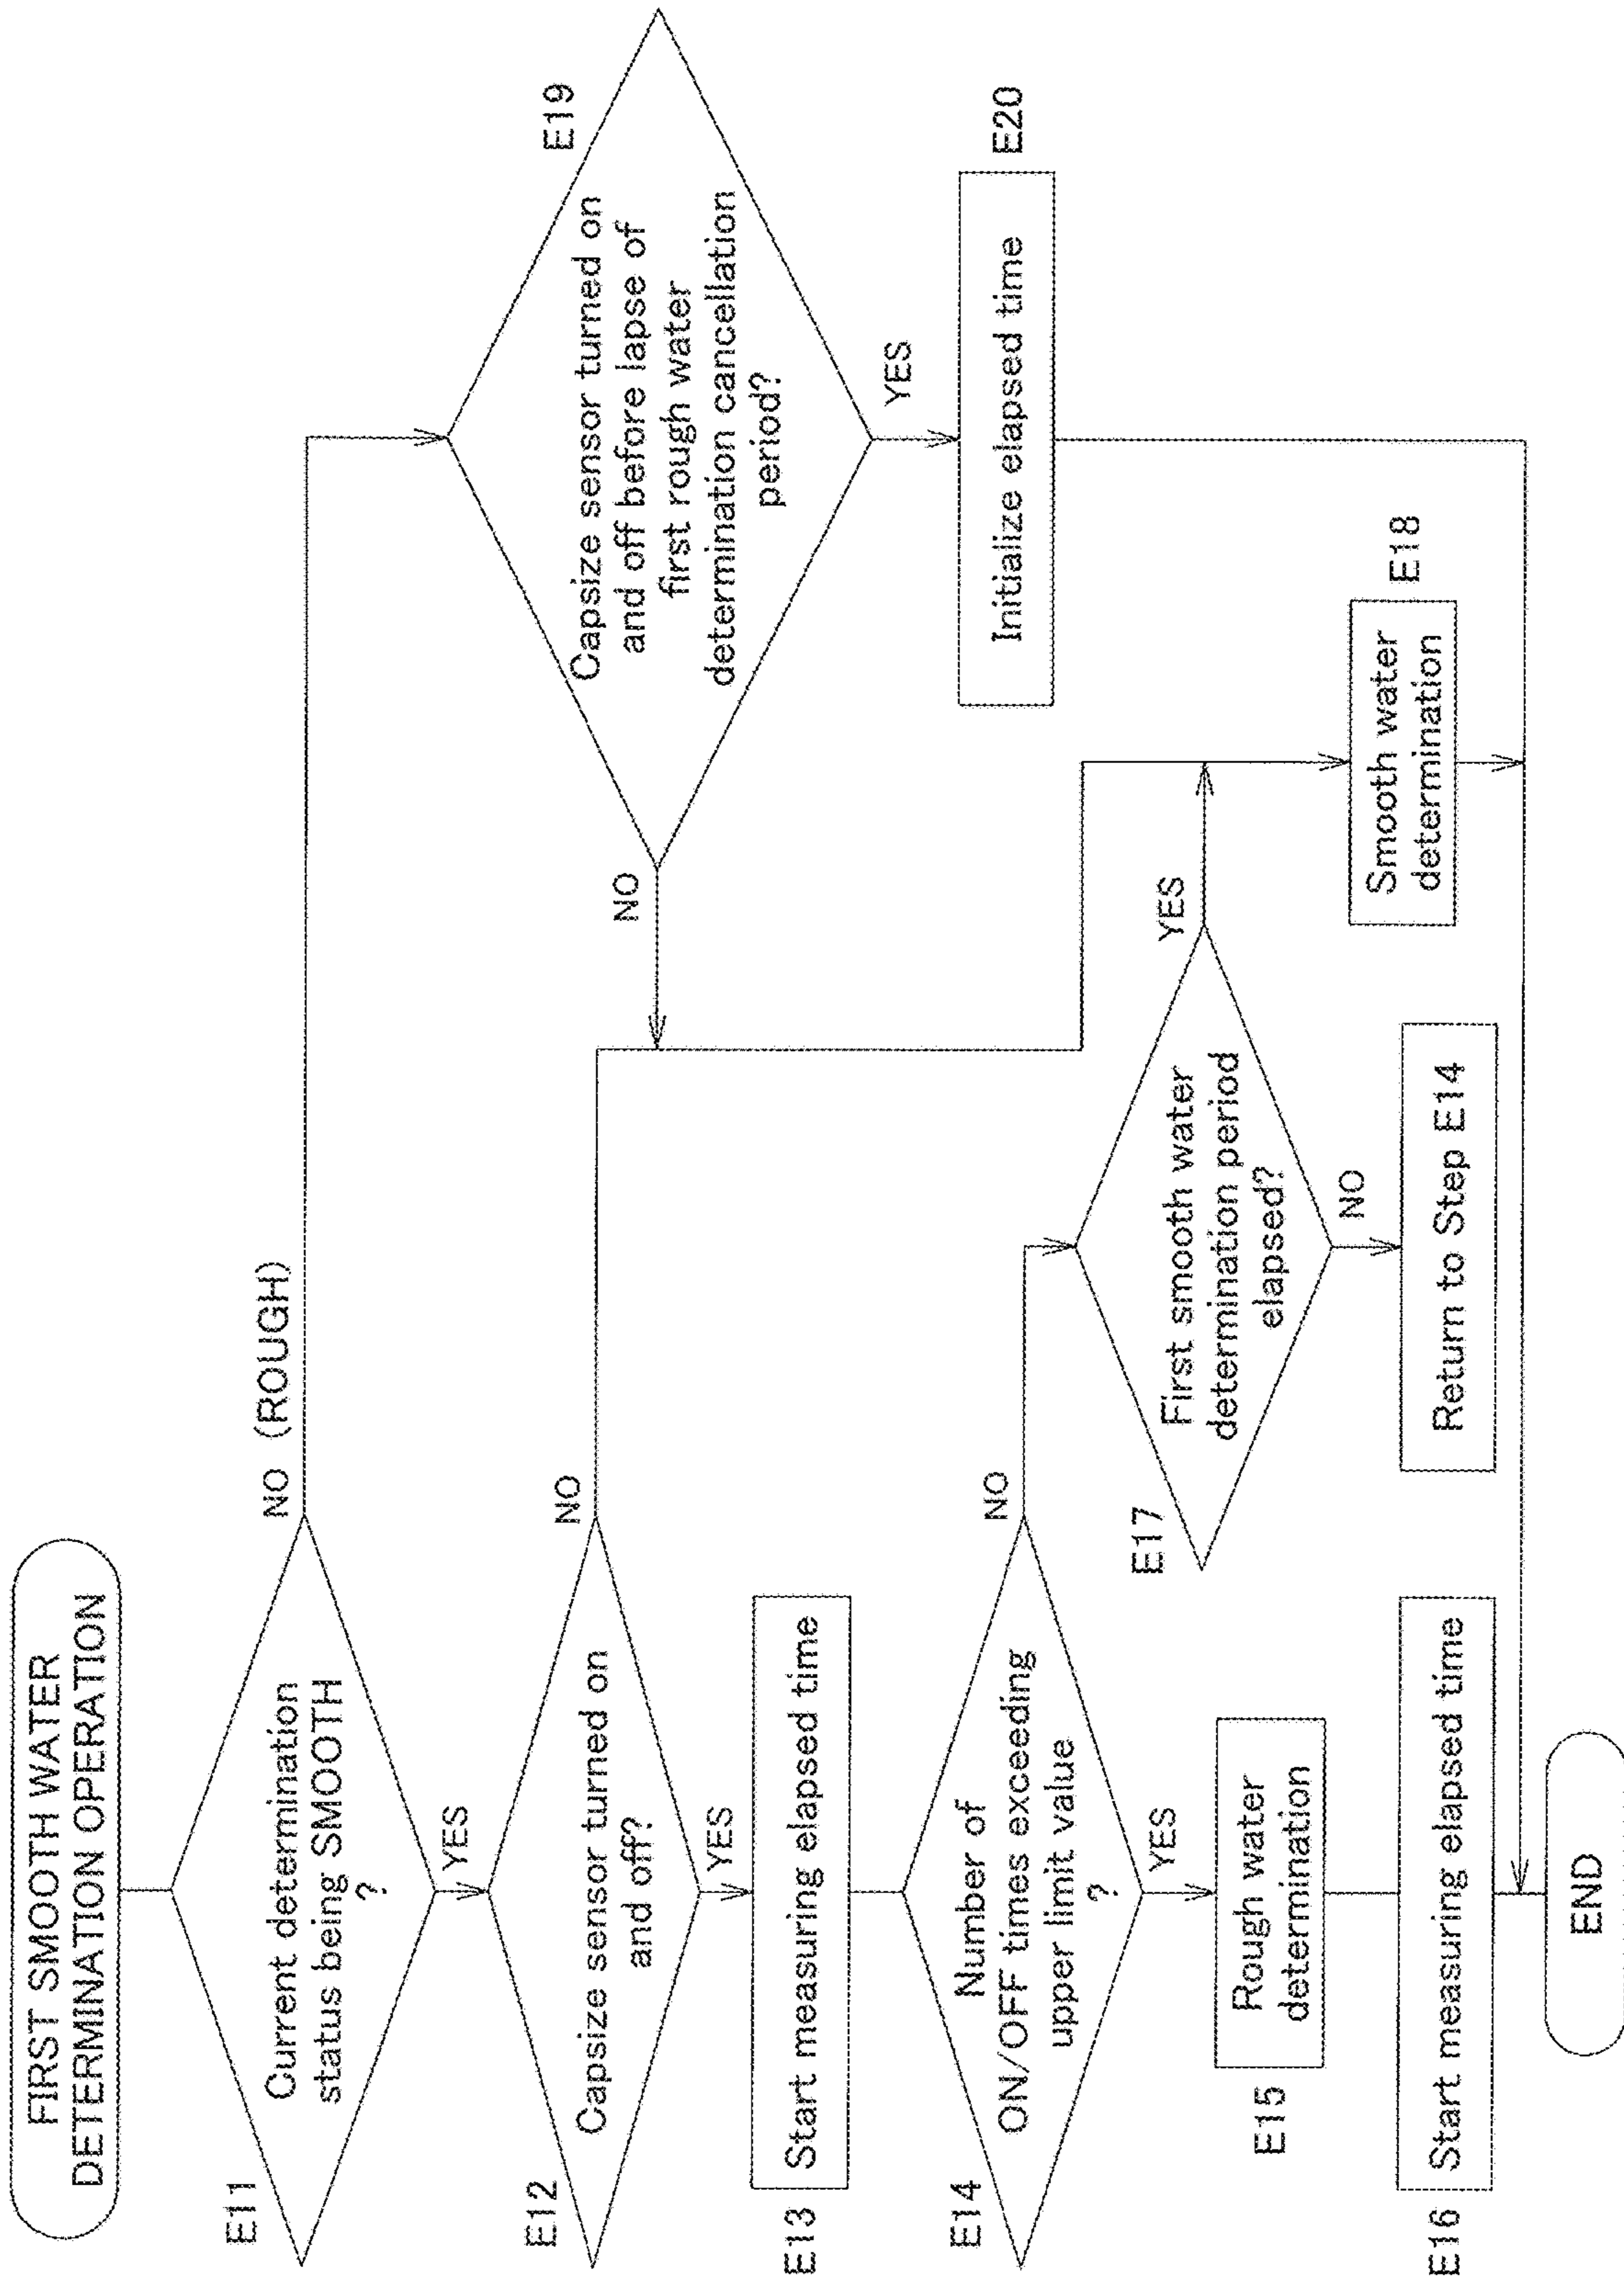 FIRST SMOOTH WATER
DETERMINATION OPERATION
E11
Current determination
status being SMOOTH
?
NO (ROUGH)
YES
E12
Capsize sensor turned on
and off?
NO
YES
E13
Start measuring elapsed time
E14
Number of
ON/OFF times exceeding
upper limit value
?
NO
YES
E15
Rough water
determination
E16
Start measuring elapsed time
END
E17
First smooth water
determination period
elapsed?
YES
NO
Return to Step E14
E18
Smooth water
determination
E19
Capsize sensor turned on
and off before lapse of
first rough water
determination cancellation
period?
NO
YES
E20
Initialize elapsed time